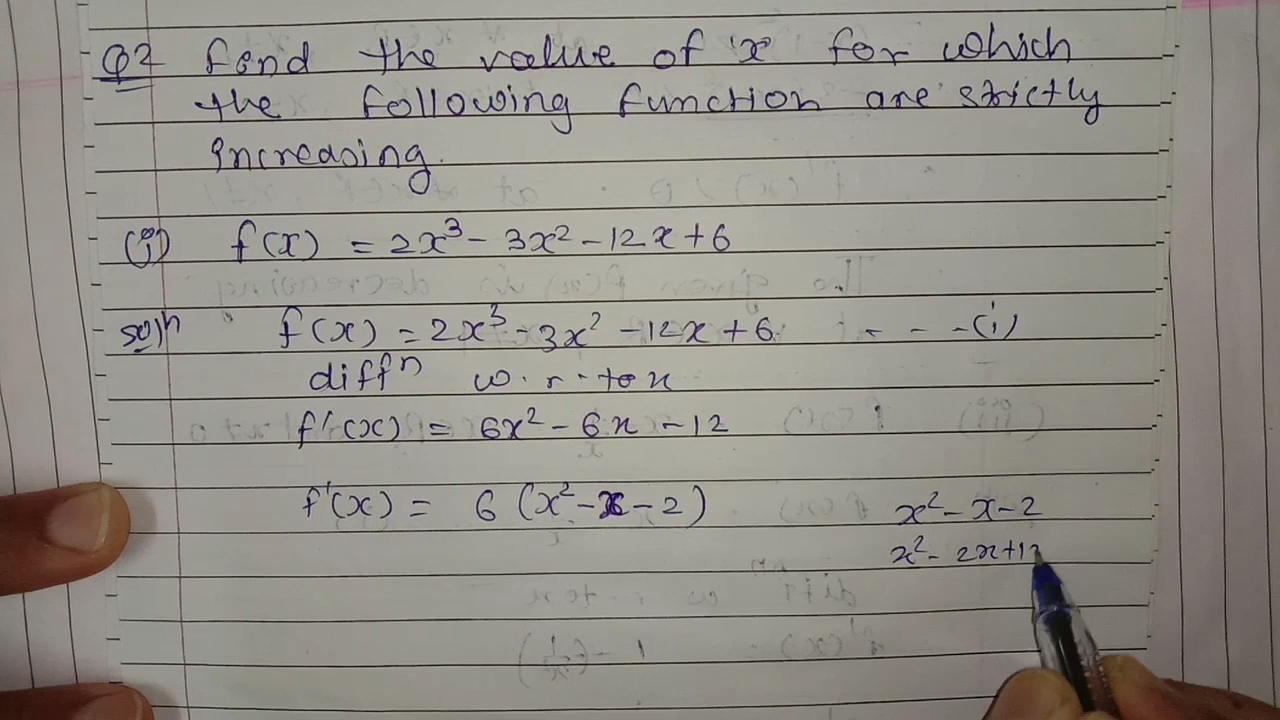 Q2 Find the value of 'x' for which
the following function are strictly
increasing.
(i) f(x) = 2x³ - 3x² - 12x + 6
soln f(x) = 2x³ - 3x² - 12x + 6 - - - (i)
diffⁿ w.r.to x
f'(x) = 6x² - 6x - 12
f'(x) = 6 (x² - x - 2)
x² - x - 2
x² - 2x + 1